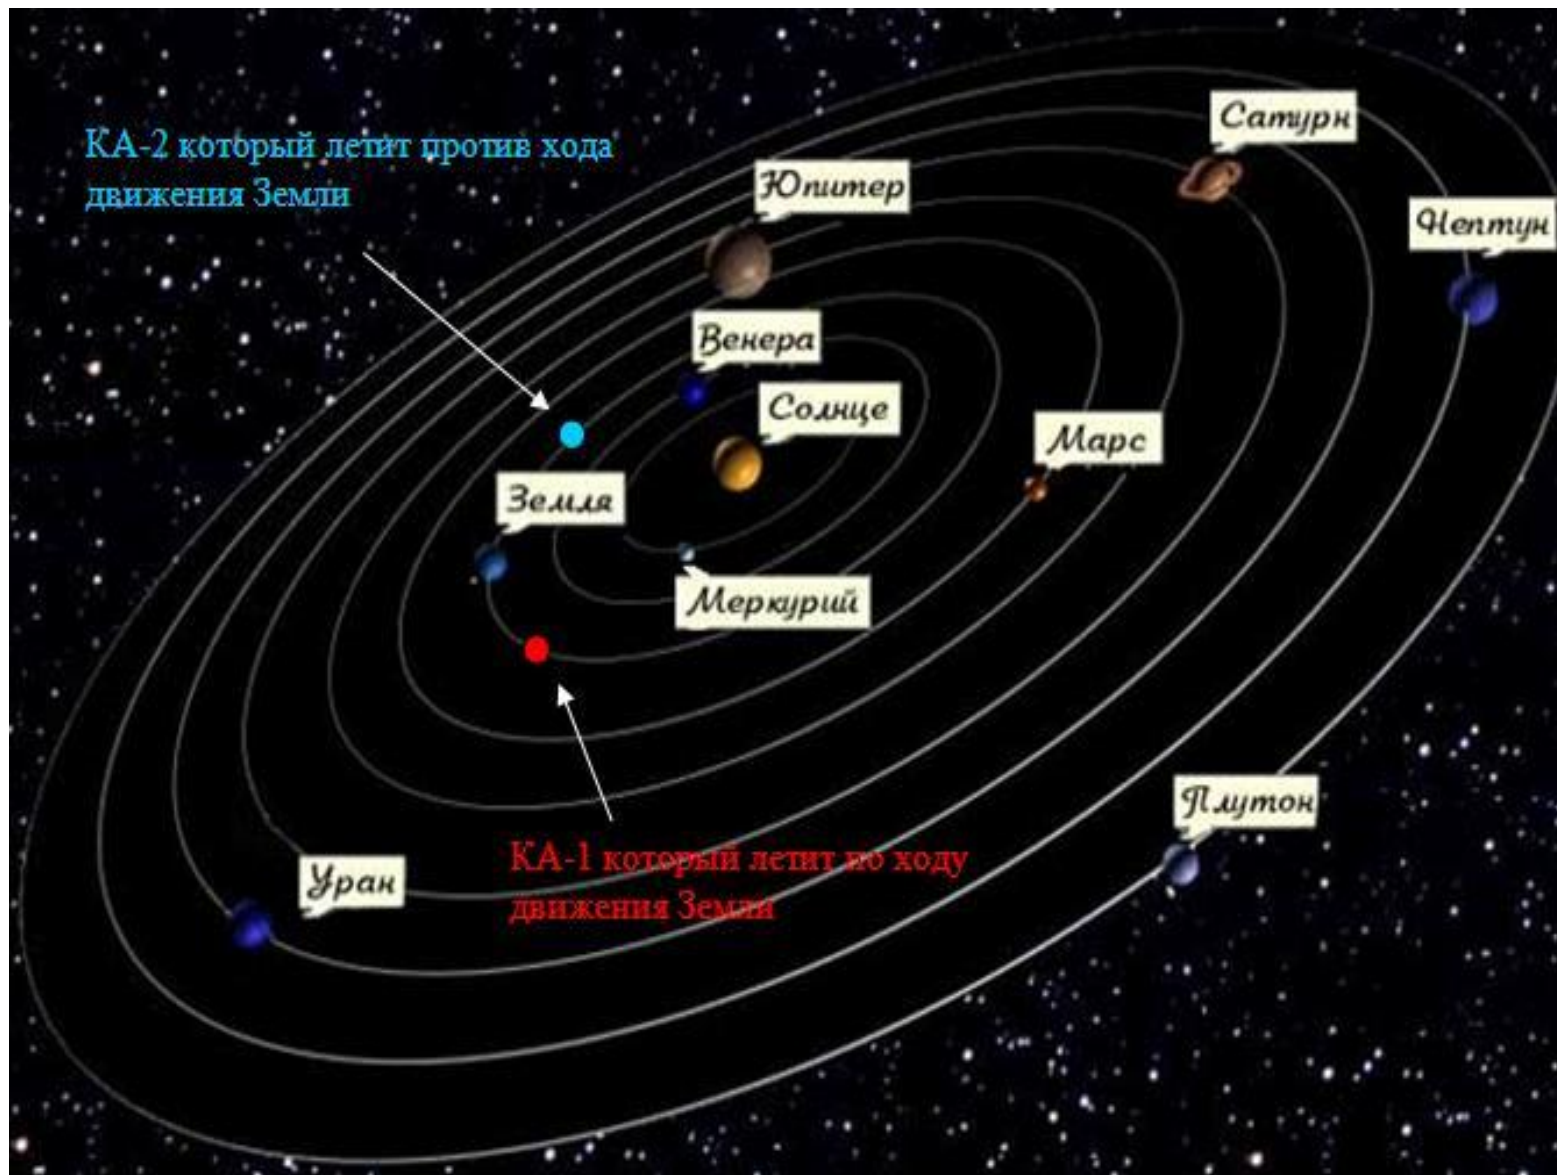 Сатурн
КА-2 который летит против хода
движения Земли
Юпитер
Нептун
Венера
Солнце
Марс
Земля
Меркурий
Плутон
КА-1 который летит по ходу
движения Земли
Уран